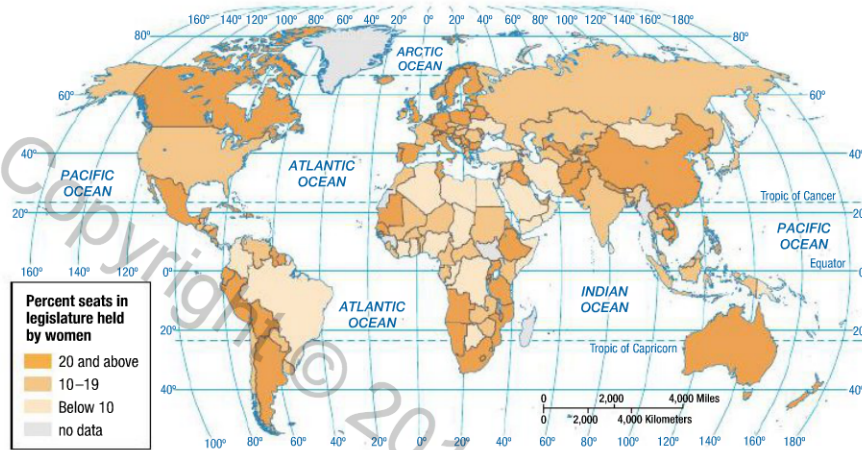 160° 140° 120° 100° 80° 60° 40° 20° 0° 20° 40° 60° 80° 100° 120° 140° 160° 180°
80°
80°
ARCTIC
OCEAN
60°
60°
40°
40°
ATLANTIC
OCEAN
PACIFIC
OCEAN
Tropic of Cancer
20°
20°
PACIFIC
OCEAN
Equator
160° 140° 120° 0° 0° 160°
INDIAN
OCEAN
ATLANTIC
OCEAN
20°
20°
Tropic of Capricorn
40°
40°
Percent seats in
legislature held
by women
20 and above
10–19
Below 10
no data
0 2,000 4,000 Miles
0 2,000 4,000 Kilometers
100° 80° 60° 40° 20° 0° 20° 40° 60° 80° 100° 120° 140° 160° 180°
Copyright © 201